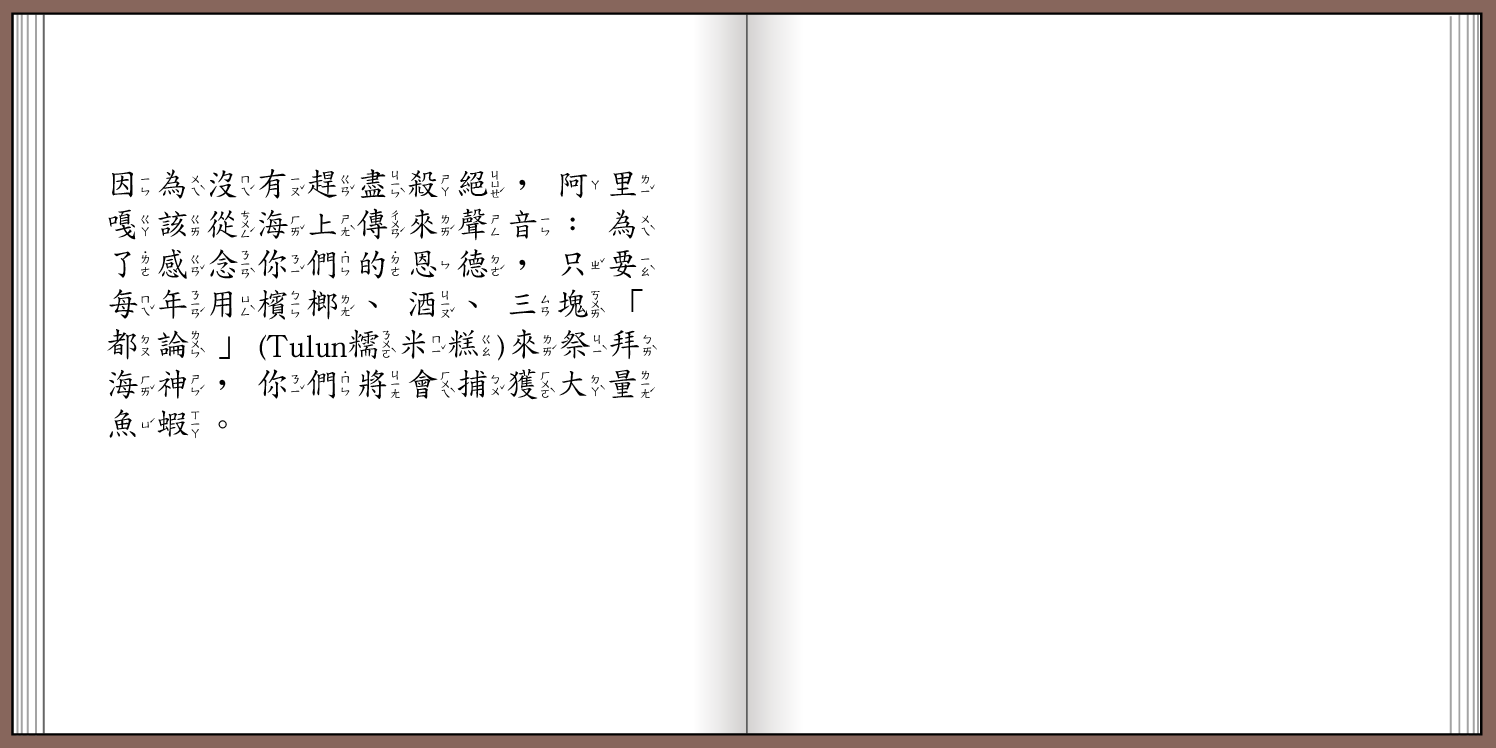 因為沒有趕盡殺絕，阿里
嘎該從海上傳來聲音：為
了感念你們的恩德，只要
每年用檳榔、酒、三塊「
都論」(Tulun糯米糕)來祭拜
海神，你們將會捕獲大量
魚蝦。